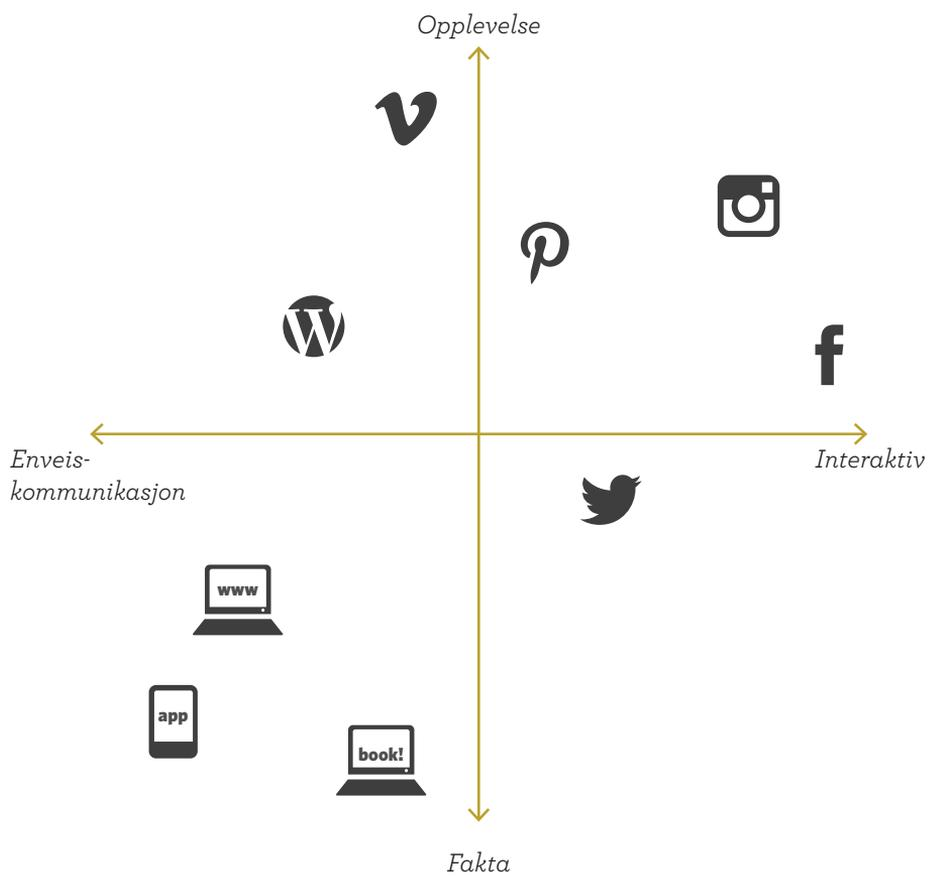 Opplevelse
Enveis-
kommunikasjon
Interaktiv
www
app
book!
Fakta